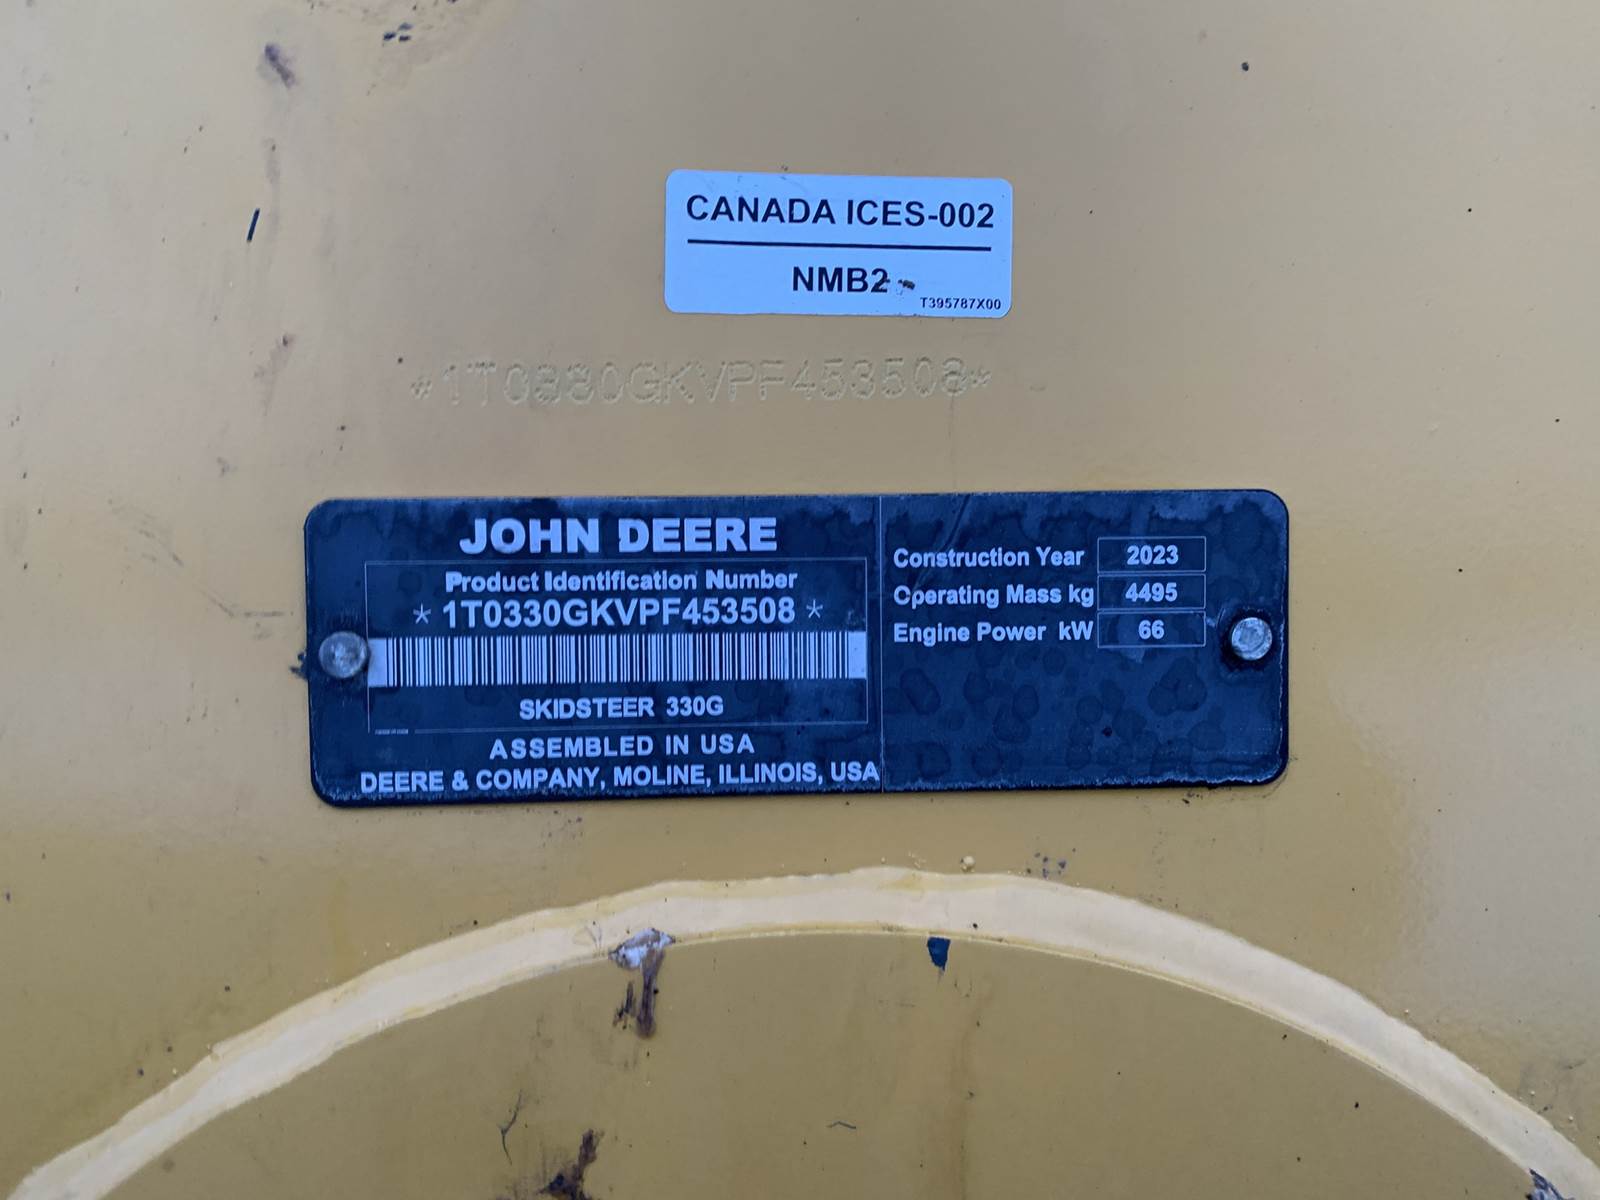 CANADA ICES-002
NMB2
T395787X00
*1T0330GKVPF453508*
JOHN DEERE
Product Identification Number
* 1T0330GKVPF453508 *
SKIDSTEER 330G
ASSEMBLED IN USA
DEERE & COMPANY, MOLINE, ILLINOIS, USA
Construction Year 2023
Operating Mass kg 4495
Engine Power kW 66